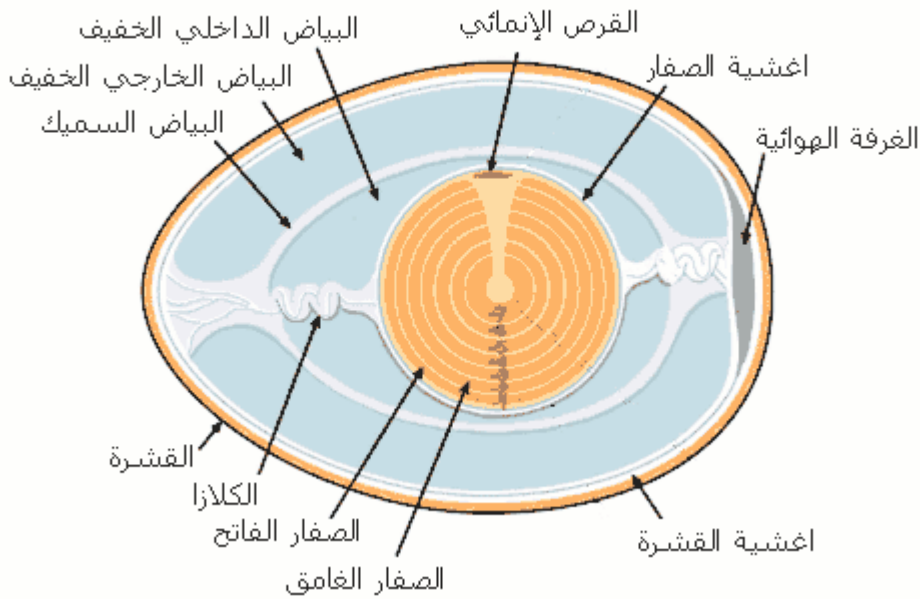 البياض الداخلي الخفيف
القرص الإنمائي
اغشية الصفار
البياض الخارجي الخفيف
البياض السميك
الغرفة الهوائية
القشرة
الكلازا
الصفار الفاتح
اغشية القشرة
الصفار الغامق